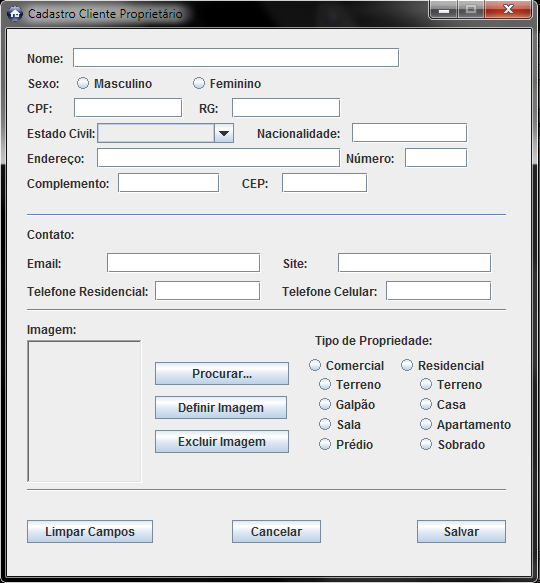 Cadastro Cliente Proprietário
Nome:
Sexo: Masculino Feminino
CPF: RG:
Estado Civil: Nacionalidade:
Endereço: Número:
Complemento: CEP:
Contato:
Email: Site:
Telefone Residencial: Telefone Celular:
Imagem:
Procurar...
Definir Imagem
Excluir Imagem
Tipo de Propriedade:
Comercial Residencial
Terreno Terreno
Galpão Casa
Sala Apartamento
Prédio Sobrado
Limpar Campos Cancelar Salvar